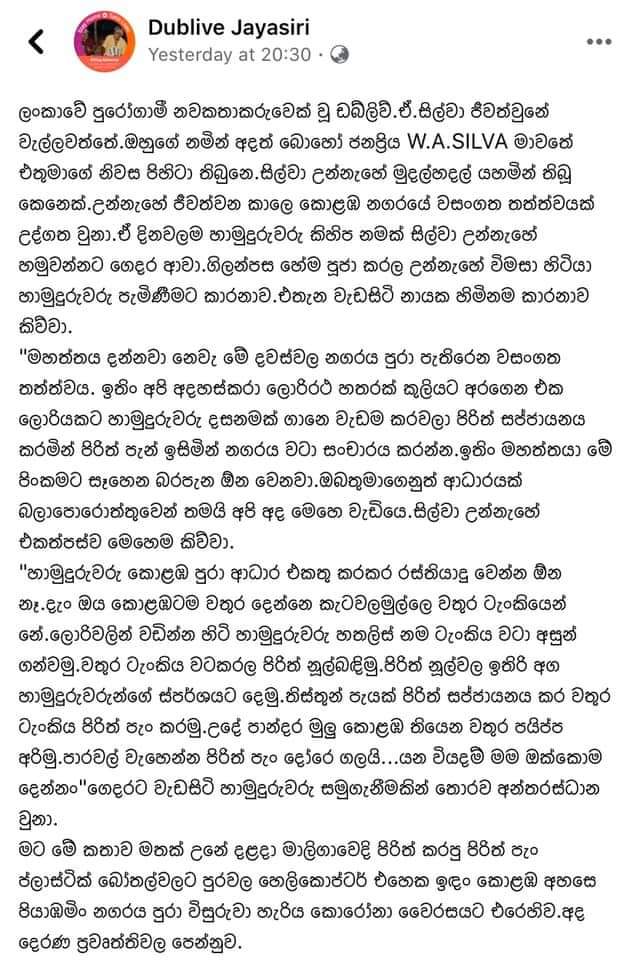 Dublive Jayasiri
Yesterday at 20:30 ·
ලංකාවේ පුරෝගාමී නවකතාකරුවෙක් වූ ඩබ්ලිව්.ඒ.සිල්වා ජීවත්වුනේ
වැල්ලවත්තේ.ඔහුගේ නමින් අදත් බොහෝ ජනප්‍රිය W.A.SILVA මාවතේ
එතුමාගේ නිවස පිහිටා තිබුනෙ.සිල්වා උන්නැහේ මුදල්හදල් යහමින් තිබූ
කෙනෙක්.උන්නැහේ ජීවත්වන කාලෙ කොළඹ නගරයේ වසංගත තත්ත්වයක්
උද්ගත වුනා.ඒ දිනවලම හාමුදුරුවරු කිහිප නමක් සිල්වා උන්නැහේ
හමුවන්නට ගෙදර ආවා.ගිලන්පස හේම පූජා කරල උන්නැහේ විමසා හිටියා
හාමුදුරුවරු පැමිණීමට කාරනාව.එතැන වැඩසිටි නායක හිමිනම කාරනාව
කිව්වා.
"මහත්තය දන්නවා නෙවැ මේ දවස්වල නගරය පුරා පැතිරෙන වසංගත
තත්ත්වය. ඉතිං අපි අදහස්කරා ලොරිරථ හතරක් කුලියට අරගෙන එක
ලොරියකට හාමුදුරුවරු දසනමක් ගානෙ වැඩම කරවලා පිරිත් සජ්ජායනය
කරමින් පිරිත් පැන් ඉසිමින් නගරය වටා සංචාරය කරන්න.ඉතිං මහත්තයා මේ
පිංකමට සෑහෙන බරපැන ඕන වෙනවා.ඔබතුමාගෙනුත් ආධාරයක්
බලාපොරොත්තුවෙන් තමයි අපි අද මෙහෙ වැඩියෙ.සිල්වා උන්නැහේ
එකත්පස්ව මෙහෙම කිව්වා.
"හාමුදුරුවරු කොළඹ පුරා ආධාර එකතු කරකර රස්තියාදු වෙන්න ඕන
නෑ.දැං ඔය කොළඹටම වතුර දෙන්නෙ කැටවලමුල්ලෙ වතුර ටැංකියෙන්
නේ.ලොරිවලින් වඩින්න හිටි හාමුදුරුවරු හතලිස් නම ටැංකිය වටා අසුන්
ගන්වමු.වතුර ටැංකිය වටකරල පිරිත් නූල්බඳිමු.පිරිත් නූල්වල ඉතිරි අග
හාමුදුරුවරුන්ගේ ස්පර්ශයට දෙමු.තිස්තුන් පැයක් පිරිත් සජ්ජායනය කර වතුර
ටැංකිය පිරිත් පැං කරමු.උදේ පාන්දර මුලු කොළඹ තියෙන වතුර පයිප්ප
අරිමු.පාරවල් වැහෙන්න පිරිත් පැං දෝරෙ ගලයි...යන වියදම් මම ඔක්කොම
දෙන්නං"ගෙදරට වැඩසිටි හාමුදුරුවරු සමුගැනීමකින් තොරව අන්තරස්ධාන
වුනා.
මට මේ කතාව මතක් උනේ දළදා මාලිගාවෙදි පිරිත් කරපු පිරිත් පැං
ප්ලාස්ටික් බෝතල්වලට පුරවල හෙලිකොප්ටර් එහෙක ඉඳං කොළඹ අහසෙ
පියාඹමිං නගරය පුරා විසුරුවා හැරිය කොරෝනා වෛරසයට එරෙහිව.අද
දෙරණ ප්‍රවෘත්තිවල පෙන්නුව.